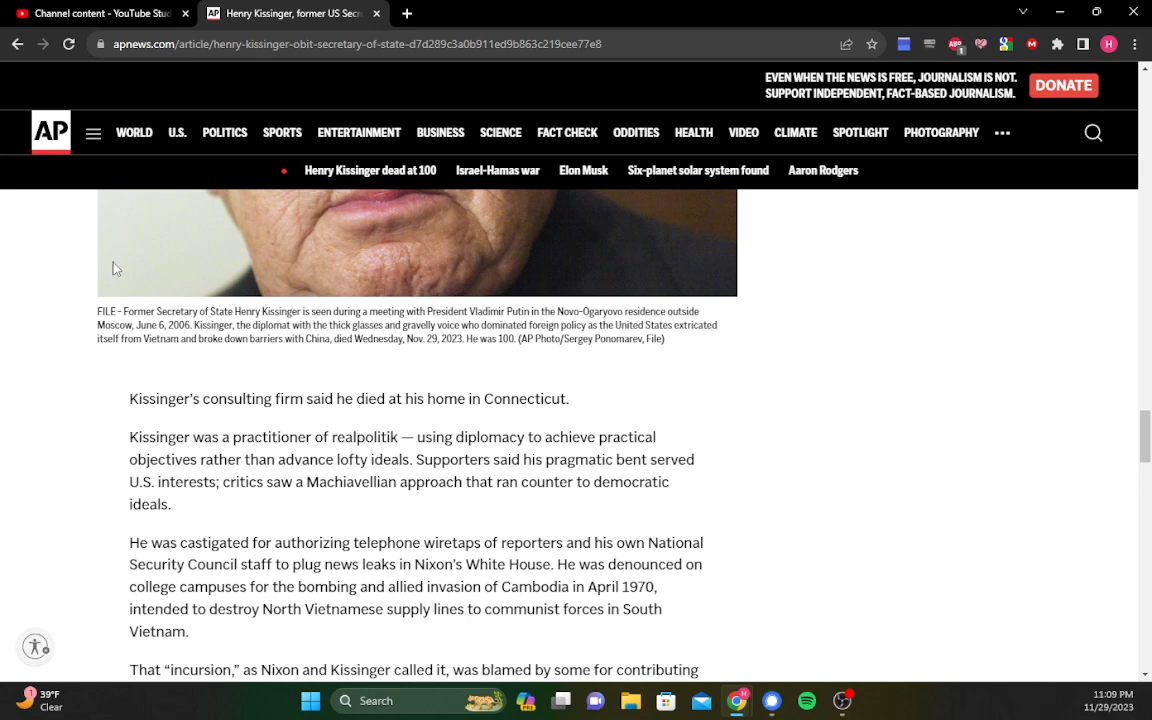 Channel content - YouTube Stud
Henry Kissinger, former US Secr
apnews.com/article/henry-kissinger-obit-secretary-of-state-d7d289c3a0b911ed9b863c219cee77e8
EVEN WHEN THE NEWS IS FREE, JOURNALISM IS NOT.
SUPPORT INDEPENDENT, FACT-BASED JOURNALISM.
DONATE
AP
WORLD U.S. POLITICS SPORTS ENTERTAINMENT BUSINESS SCIENCE FACT CHECK ODDITIES HEALTH VIDEO CLIMATE SPOTLIGHT PHOTOGRAPHY
Henry Kissinger dead at 100 Israel-Hamas war Elon Musk Six-planet solar system found Aaron Rodgers
FILE - Former Secretary of State Henry Kissinger is seen during a meeting with President Vladimir Putin in the Novo-Ogaryovo residence outside
Moscow, June 6, 2006. Kissinger, the diplomat with the thick glasses and gravelly voice who dominated foreign policy as the United States extricated
itself from Vietnam and broke down barriers with China, died Wednesday, Nov. 29, 2023. He was 100. (AP Photo/Sergey Ponomarev, File)
Kissinger’s consulting firm said he died at his home in Connecticut.
Kissinger was a practitioner of realpolitik — using diplomacy to achieve practical
objectives rather than advance lofty ideals. Supporters said his pragmatic bent served
U.S. interests; critics saw a Machiavellian approach that ran counter to democratic
ideals.
He was castigated for authorizing telephone wiretaps of reporters and his own National
Security Council staff to plug news leaks in Nixon’s White House. He was denounced on
college campuses for the bombing and allied invasion of Cambodia in April 1970,
intended to destroy North Vietnamese supply lines to communist forces in South
Vietnam.
That “incursion,” as Nixon and Kissinger called it, was blamed by some for contributing
1
39°F
Clear
Search
11:09 PM
11/29/2023